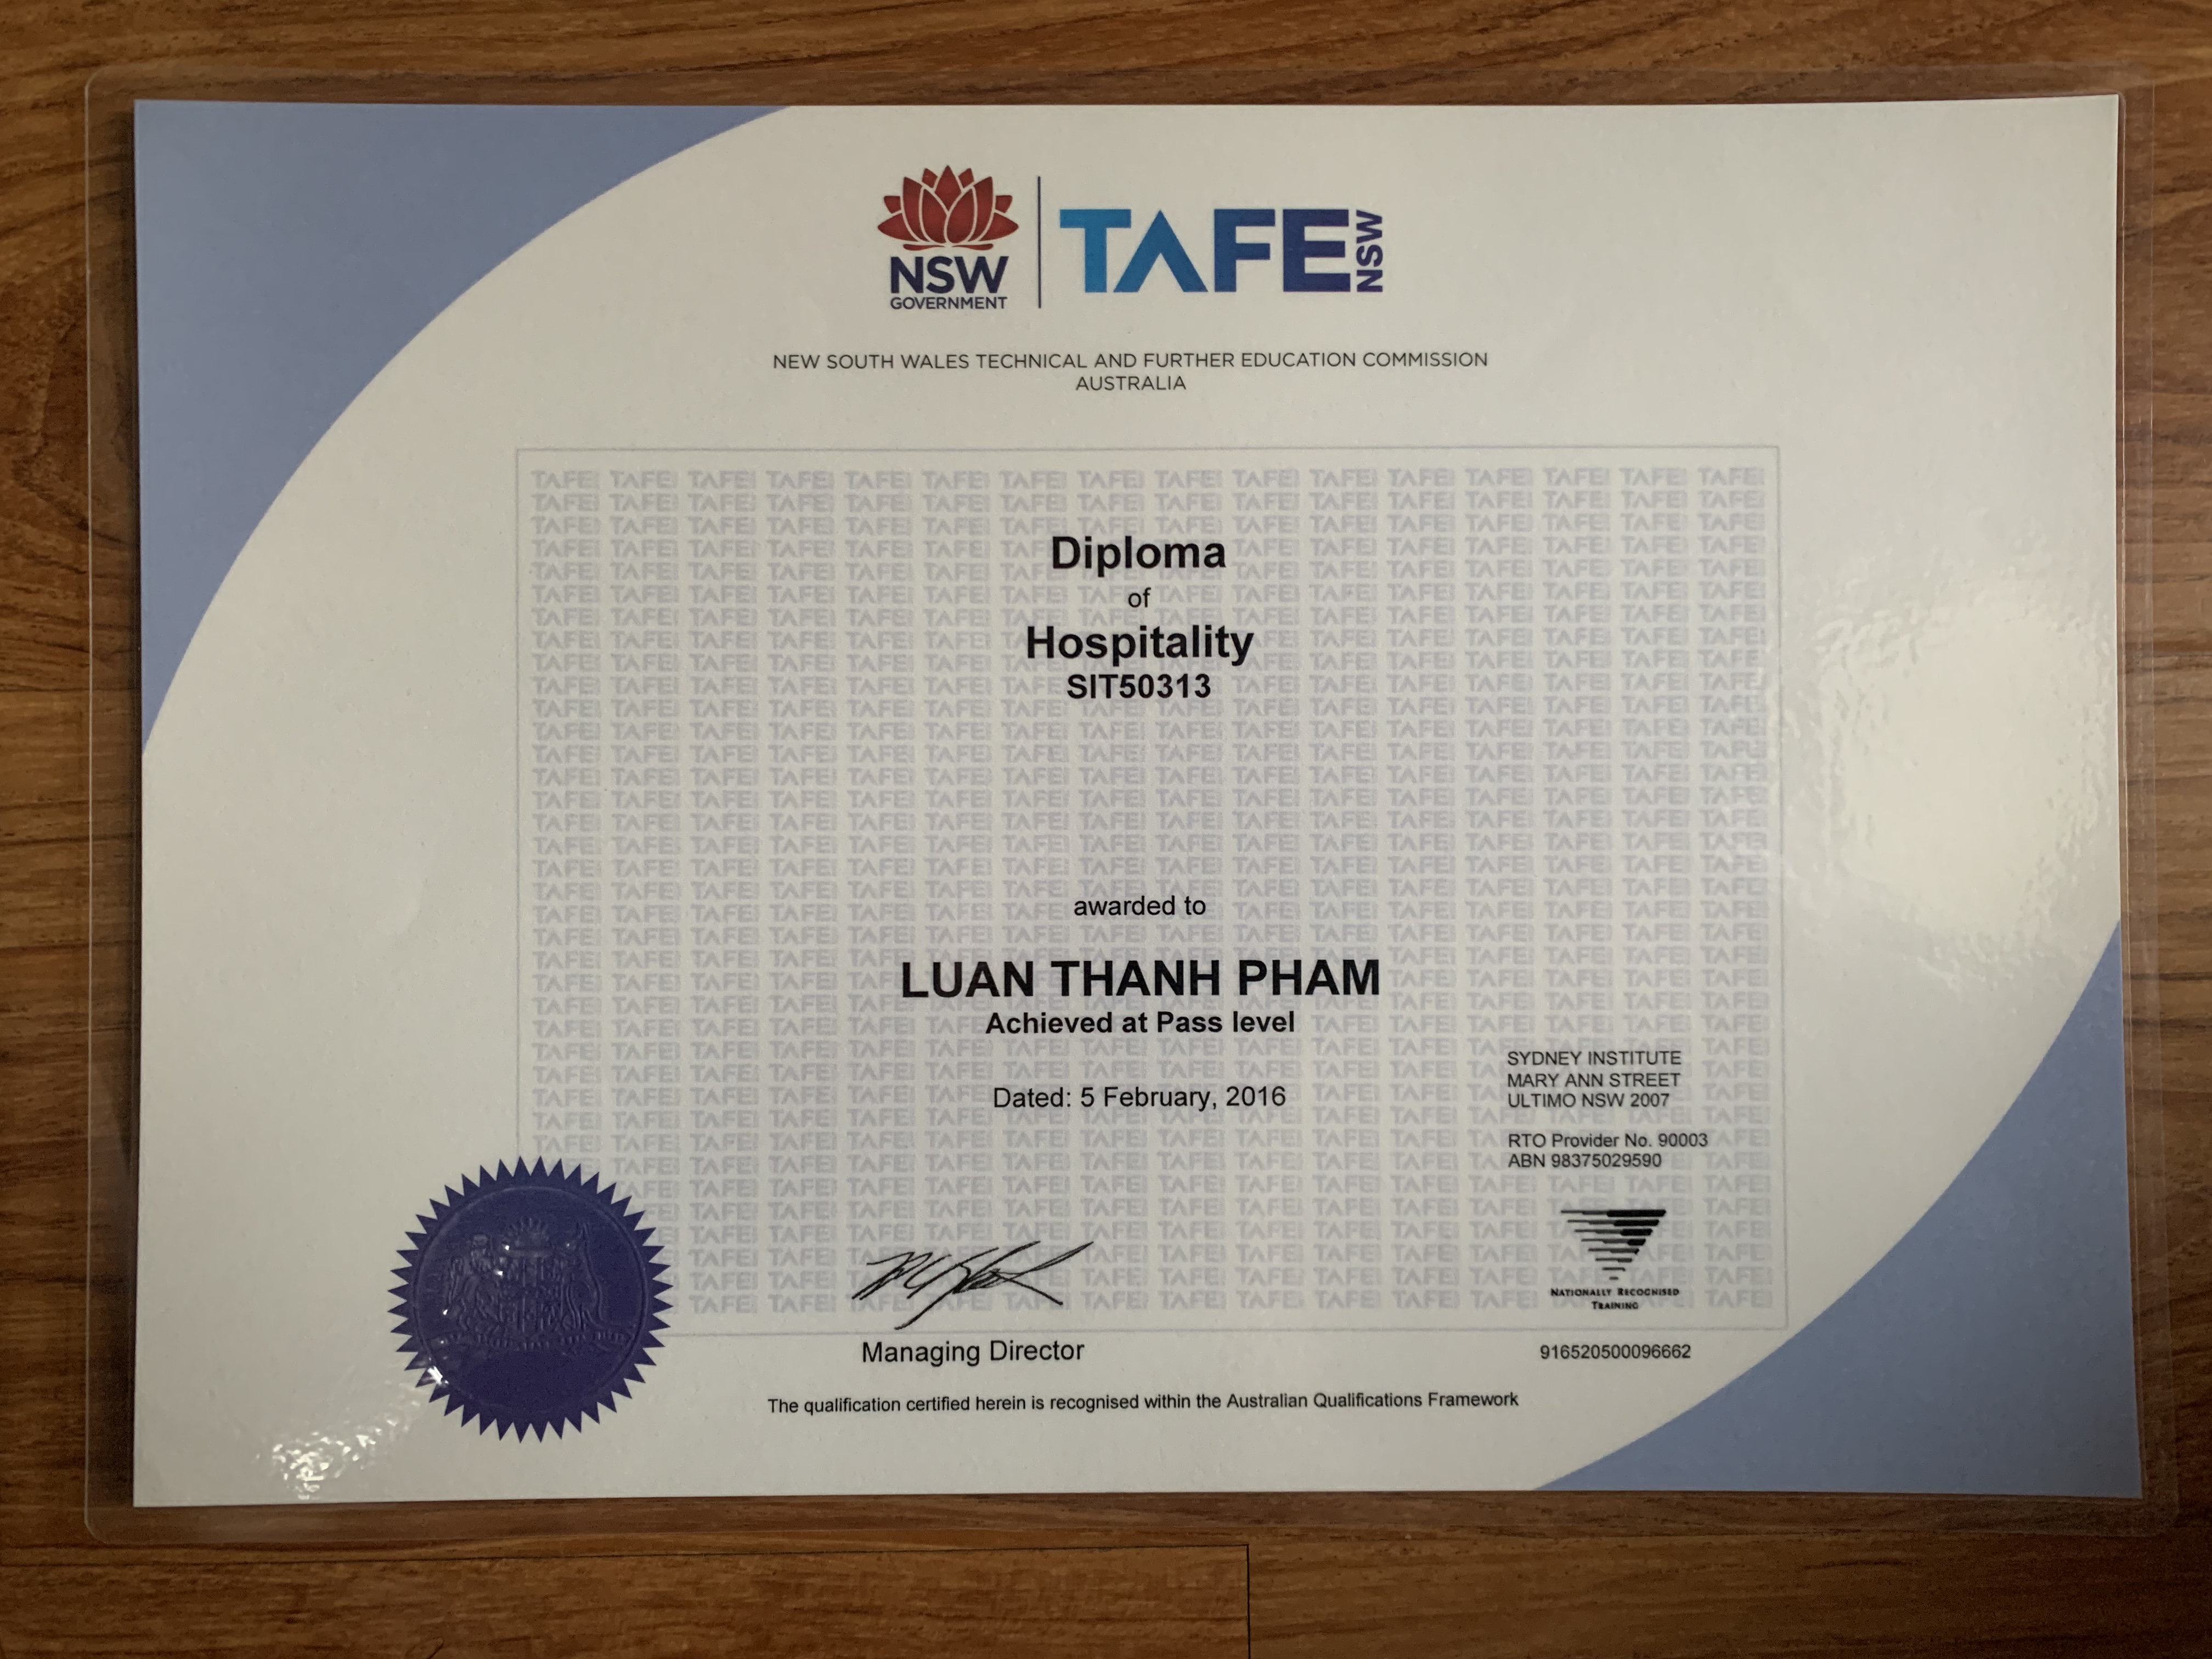 NSW
GOVERNMENT
TAFE NSW
NEW SOUTH WALES TECHNICAL AND FURTHER EDUCATION COMMISSION
AUSTRALIA
Diploma
of
Hospitality
SIT50313
awarded to
LUAN THANH PHAM
Achieved at Pass level
Dated: 5 February, 2016
SYDNEY INSTITUTE
MARY ANN STREET
ULTIMO NSW 2007
RTO Provider No. 90003
ABN 98375029590
NATIONALLY RECOGNISED
TRAINING
Managing Director
916520500096662
The qualification certified herein is recognised within the Australian Qualifications Framework